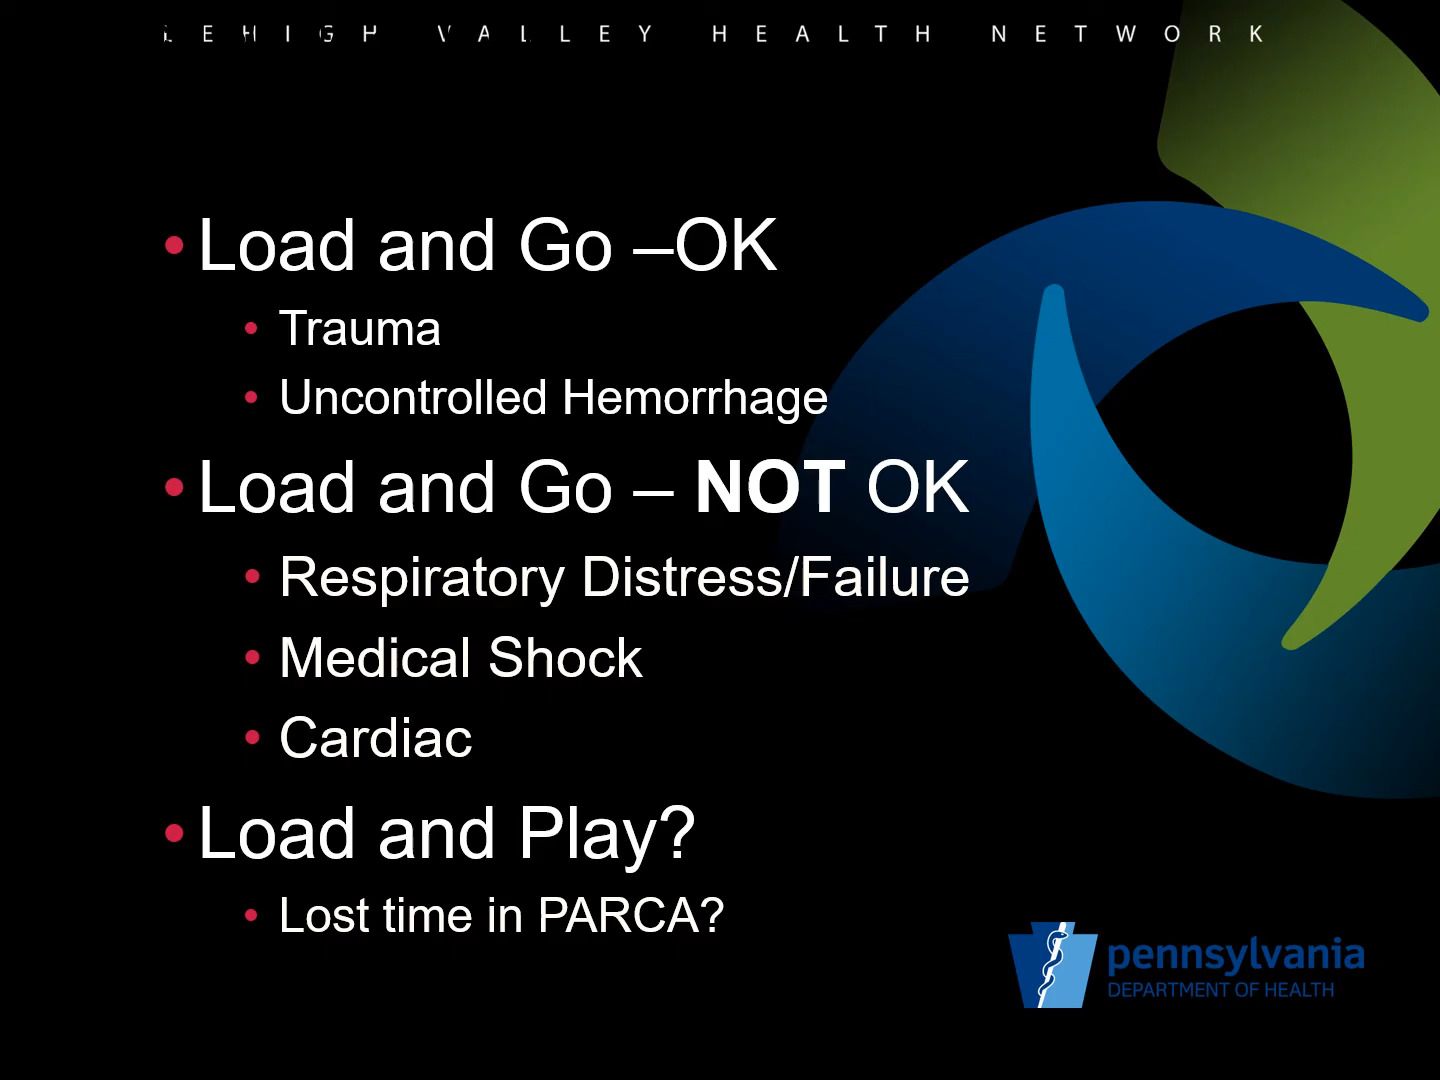 LEHIGH VALLEY HEALTH NETWORK
• Load and Go –OK
• Trauma
• Uncontrolled Hemorrhage
• Load and Go – NOT OK
• Respiratory Distress/Failure
• Medical Shock
• Cardiac
• Load and Play?
• Lost time in PARCA?
pennsylvania
DEPARTMENT OF HEALTH